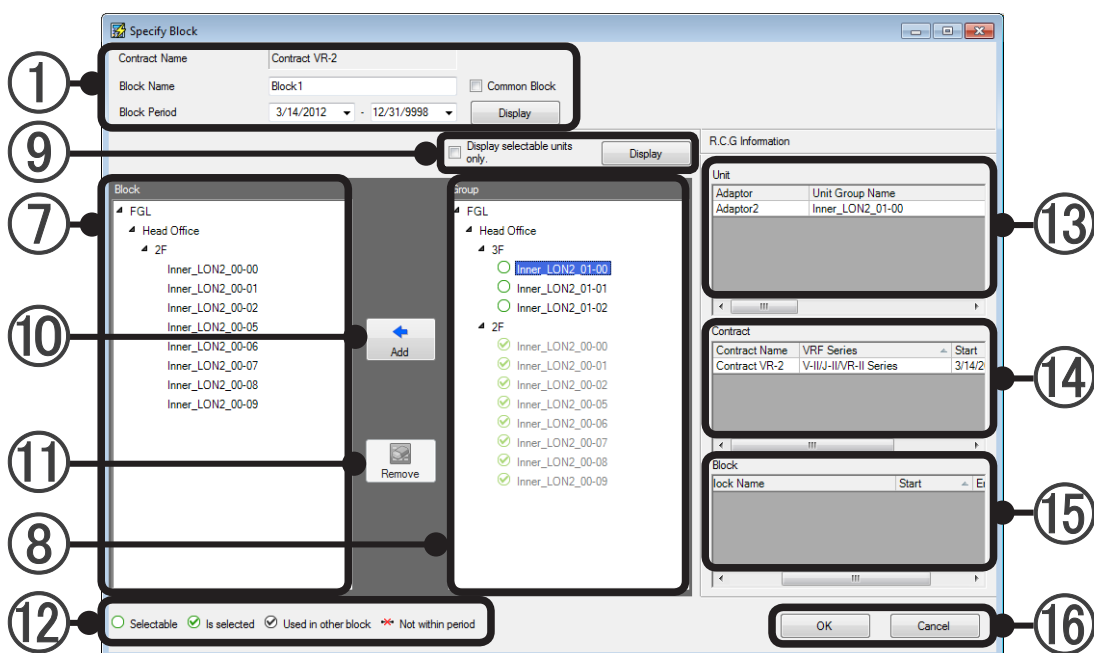 Specify Block
① Contract Name Contract VR-2
Block Name Block1 Common Block
Block Period 3/14/2012 - 12/31/9998 Display
⑨ Display selectable units only. Display
R.C.G Information
⑦ Block
FGL
Head Office
2F
Inner_LON2_00-00
Inner_LON2_00-01
Inner_LON2_00-02
Inner_LON2_00-05
Inner_LON2_00-06
Inner_LON2_00-07
Inner_LON2_00-08
Inner_LON2_00-09
⑩ Add
⑪ Remove
⑧ Group
FGL
Head Office
3F
Inner_LON2_01-00
Inner_LON2_01-01
Inner_LON2_01-02
2F
Inner_LON2_00-00
Inner_LON2_00-01
Inner_LON2_00-02
Inner_LON2_00-05
Inner_LON2_00-06
Inner_LON2_00-07
Inner_LON2_00-08
Inner_LON2_00-09
Unit ⑬
Adaptor Unit Group Name
Adaptor2 Inner_LON2_01-00
Contract ⑭
Contract Name VRF Series Start
Contract VR-2 V-II/J-II/VR-II Series 3/14/2
Block ⑮
lock Name Start E
⑫ Selectable Is selected Used in other block Not within period
OK Cancel ⑯